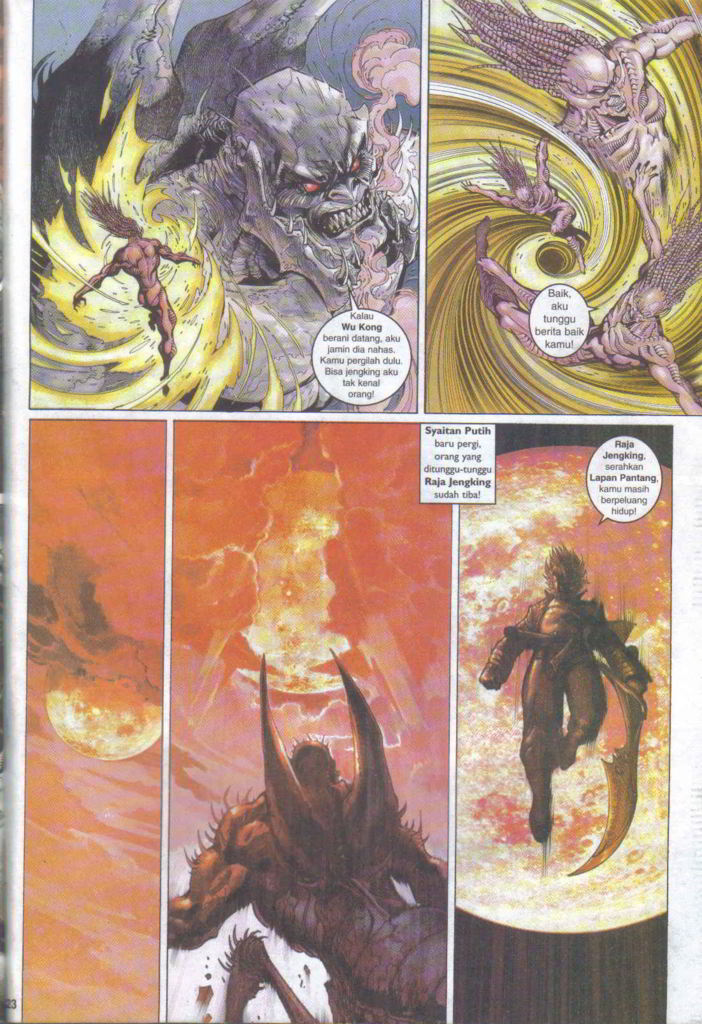 Kalau
Wu Kong
berani datang, aku
jamin dia nahas.
Kamu pergilah dulu.
Bisa jengking aku
tak kenal
orang!
Baik,
aku
tunggu
berita baik
kamu!
Syaitan Putih
baru pergi,
orang yang
ditunggu-tunggu
Raja Jengking
sudah tiba!
Raja
Jengking,
serahkan
Lapan Pantang,
kamu masih
berpeluang
hidup!
23